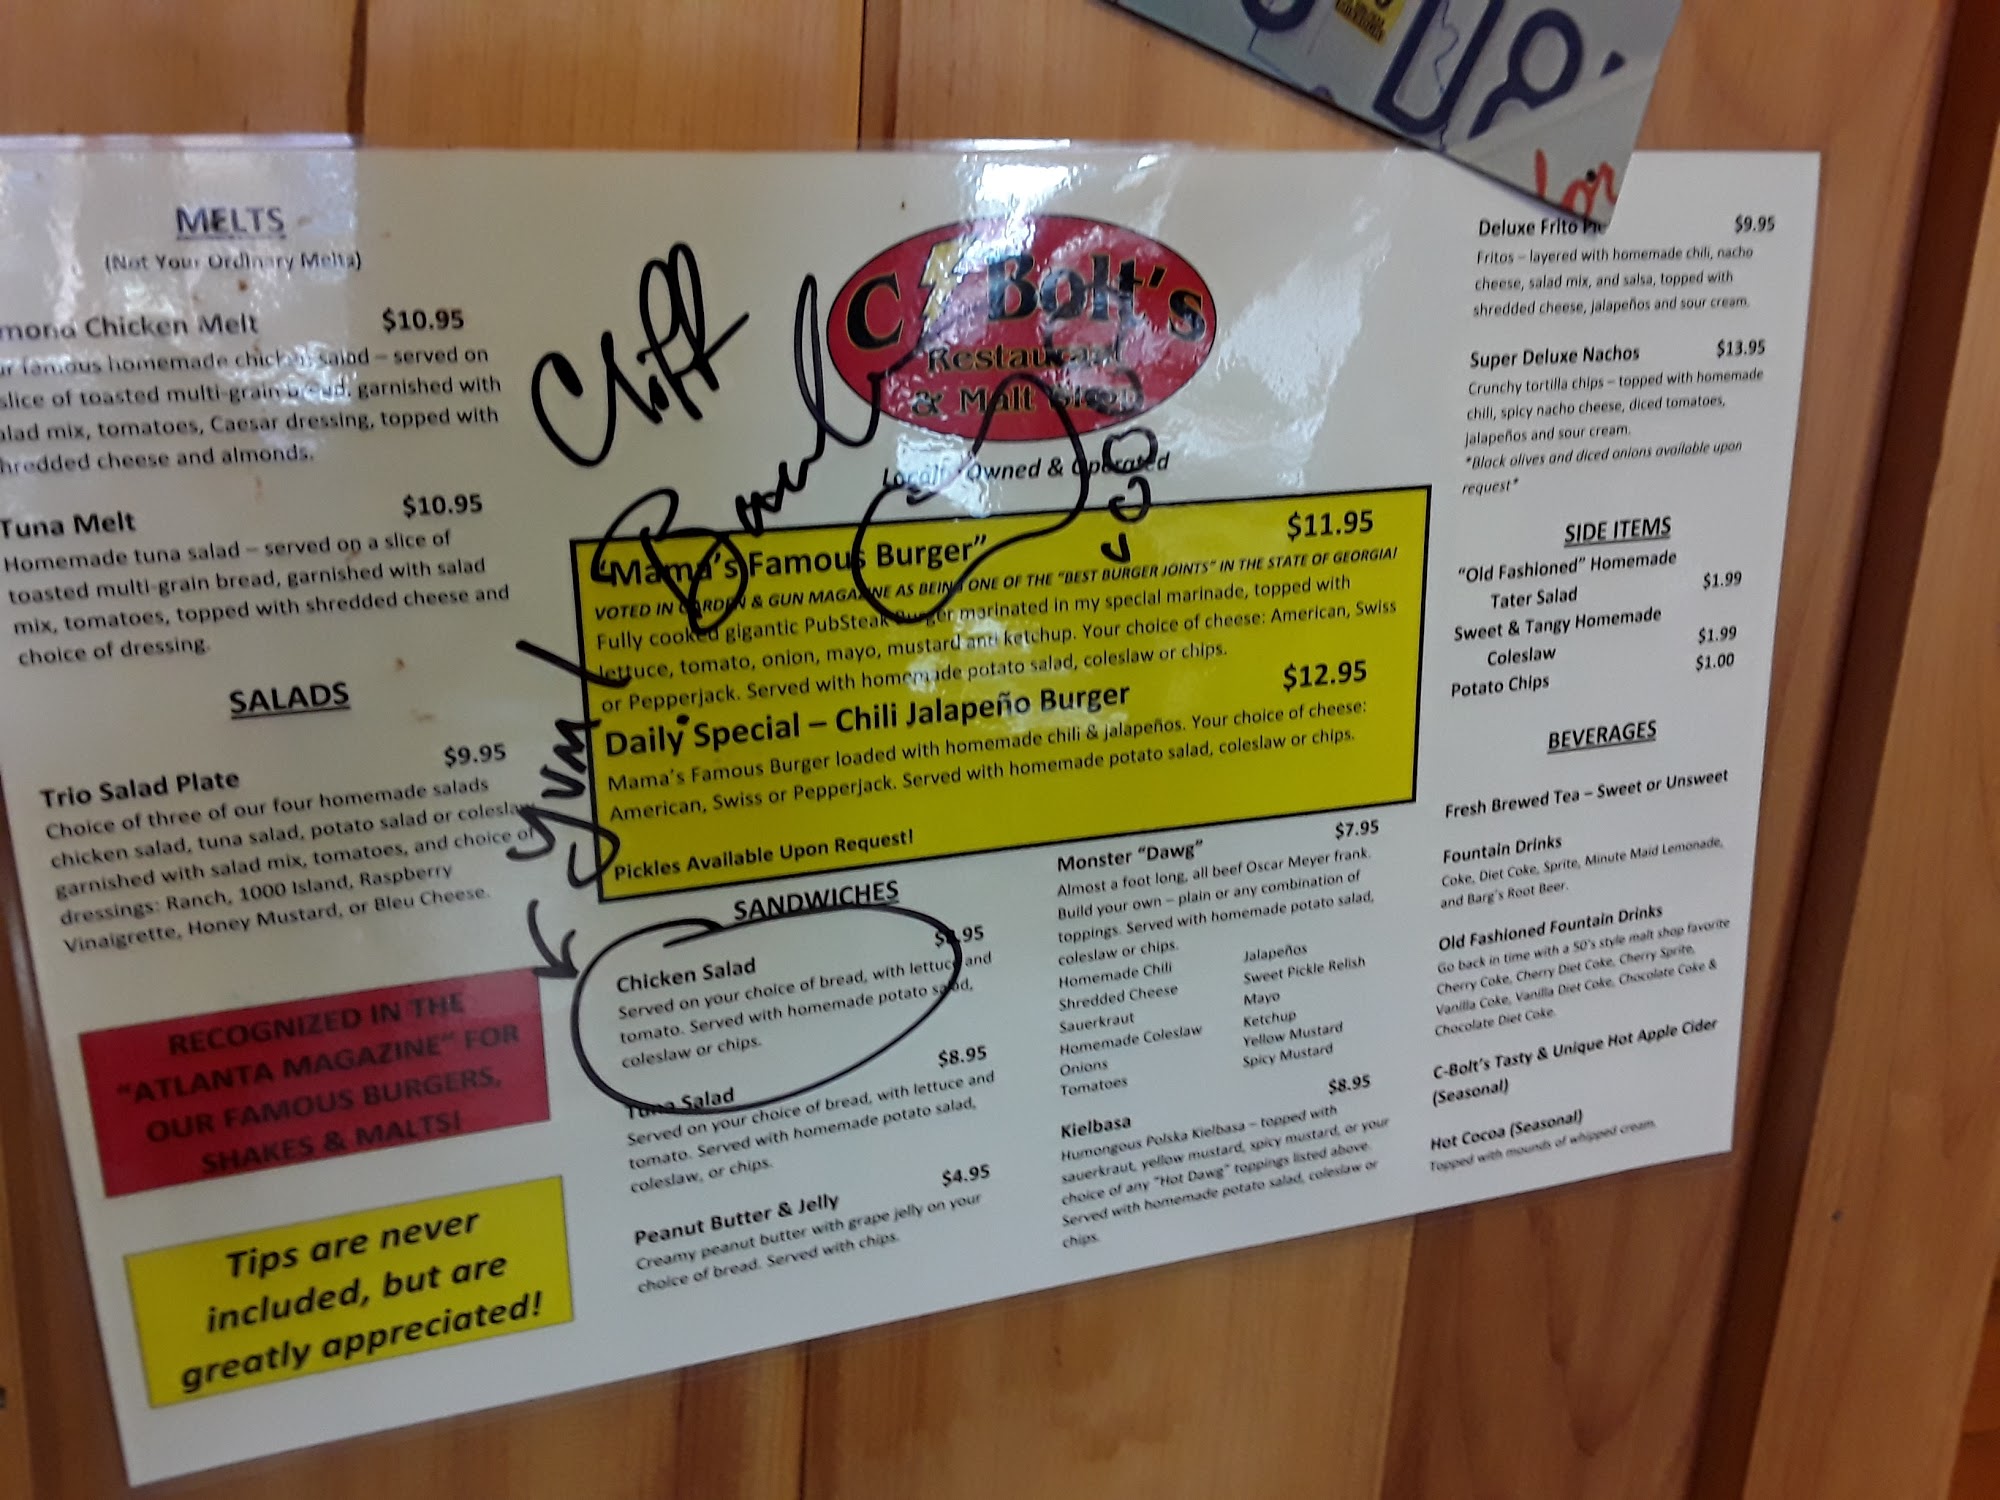 MELTS
(Not Your Ordinary Melts)
Chicken Melt $10.95
famous homemade chicken salad – served on
slice of toasted multi-grain bread, garnished with
mix, tomatoes, Caesar dressing, topped with
cheese and almonds.
Tuna Melt $10.95
Homemade tuna salad – served on a slice of
toasted multi-grain bread, garnished with salad
mix, tomatoes, topped with shredded cheese and
choice of dressing.
SALADS
Trio Salad Plate $9.95
Choice of three of our four homemade salads
chicken salad, tuna salad, potato salad or coleslaw
garnished with salad mix, tomatoes, and choice of
dressings: Ranch, 1000 Island, Raspberry
Vinaigrette, Honey Mustard, or Bleu Cheese.
RECOGNIZED IN THE
"ATLANTA MAGAZINE" FOR
OUR FAMOUS BURGERS,
SHAKES & MALTS!
Tips are never
included, but are
greatly appreciated!
Cliff
C Bolt's
Restaurant
& Malt Shop
Locally Owned & Operated
"Mama's Famous Burger" $11.95
VOTED IN GARDEN & GUN MAGAZINE AS BEING ONE OF THE "BEST BURGER JOINTS" IN THE STATE OF GEORGIA!
Fully cooked gigantic PubSteak Burger marinated in my special marinade, topped with
lettuce, tomato, onion, mayo, mustard and ketchup. Your choice of cheese: American, Swiss
or Pepperjack. Served with homemade potato salad, coleslaw or chips.
Daily Special – Chili Jalapeño Burger $12.95
Mama's Famous Burger loaded with homemade chili & jalapeños. Your choice of cheese:
American, Swiss or Pepperjack. Served with homemade potato salad, coleslaw or chips.
Pickles Available Upon Request!
SANDWICHES
Chicken Salad
Served on your choice of bread, with lettuce and
tomato. Served with homemade potato salad,
coleslaw or chips.
Tuna Salad $8.95
Served on your choice of bread, with lettuce and
tomato. Served with homemade potato salad,
coleslaw, or chips.
Peanut Butter & Jelly $4.95
Creamy peanut butter with grape jelly on your
choice of bread. Served with chips.
Monster "Dawg" $7.95
Almost a foot long, all beef Oscar Meyer frank.
Build your own – plain or any combination of
toppings. Served with homemade potato salad,
coleslaw or chips.
Homemade Chili
Shredded Cheese
Sauerkraut
Homemade Coleslaw
Onions
Tomatoes
Jalapeños
Sweet Pickle Relish
Mayo
Ketchup
Yellow Mustard
Spicy Mustard
Kielbasa $8.95
Humongous Polska Kielbasa – topped with
sauerkraut, yellow mustard, spicy mustard, or your
choice of any "Hot Dawg" toppings listed above.
Served with homemade potato salad, coleslaw or
chips.
Deluxe Frito Pie $9.95
Fritos – layered with homemade chili, nacho
cheese, salad mix, and salsa, topped with
shredded cheese, jalapeños and sour cream.
Super Deluxe Nachos $13.95
Crunchy tortilla chips – topped with homemade
chili, spicy nacho cheese, diced tomatoes,
jalapeños and sour cream.
*Black olives and diced onions available upon
request*
SIDE ITEMS
"Old Fashioned" Homemade
Tater Salad $1.99
Sweet & Tangy Homemade
Coleslaw $1.99
Potato Chips $1.00
BEVERAGES
Fresh Brewed Tea – Sweet or Unsweet
Fountain Drinks
Coke, Diet Coke, Sprite, Minute Maid Lemonade,
and Barg's Root Beer.
Old Fashioned Fountain Drinks
Go back in time with a 50's style malt shop favorite
Cherry Coke, Cherry Diet Coke, Cherry Sprite,
Vanilla Coke, Vanilla Diet Coke, Chocolate Coke &
Chocolate Diet Coke.
C-Bolt's Tasty & Unique Hot Apple Cider
(Seasonal)
Hot Cocoa (Seasonal)
Topped with mounds of whipped cream.